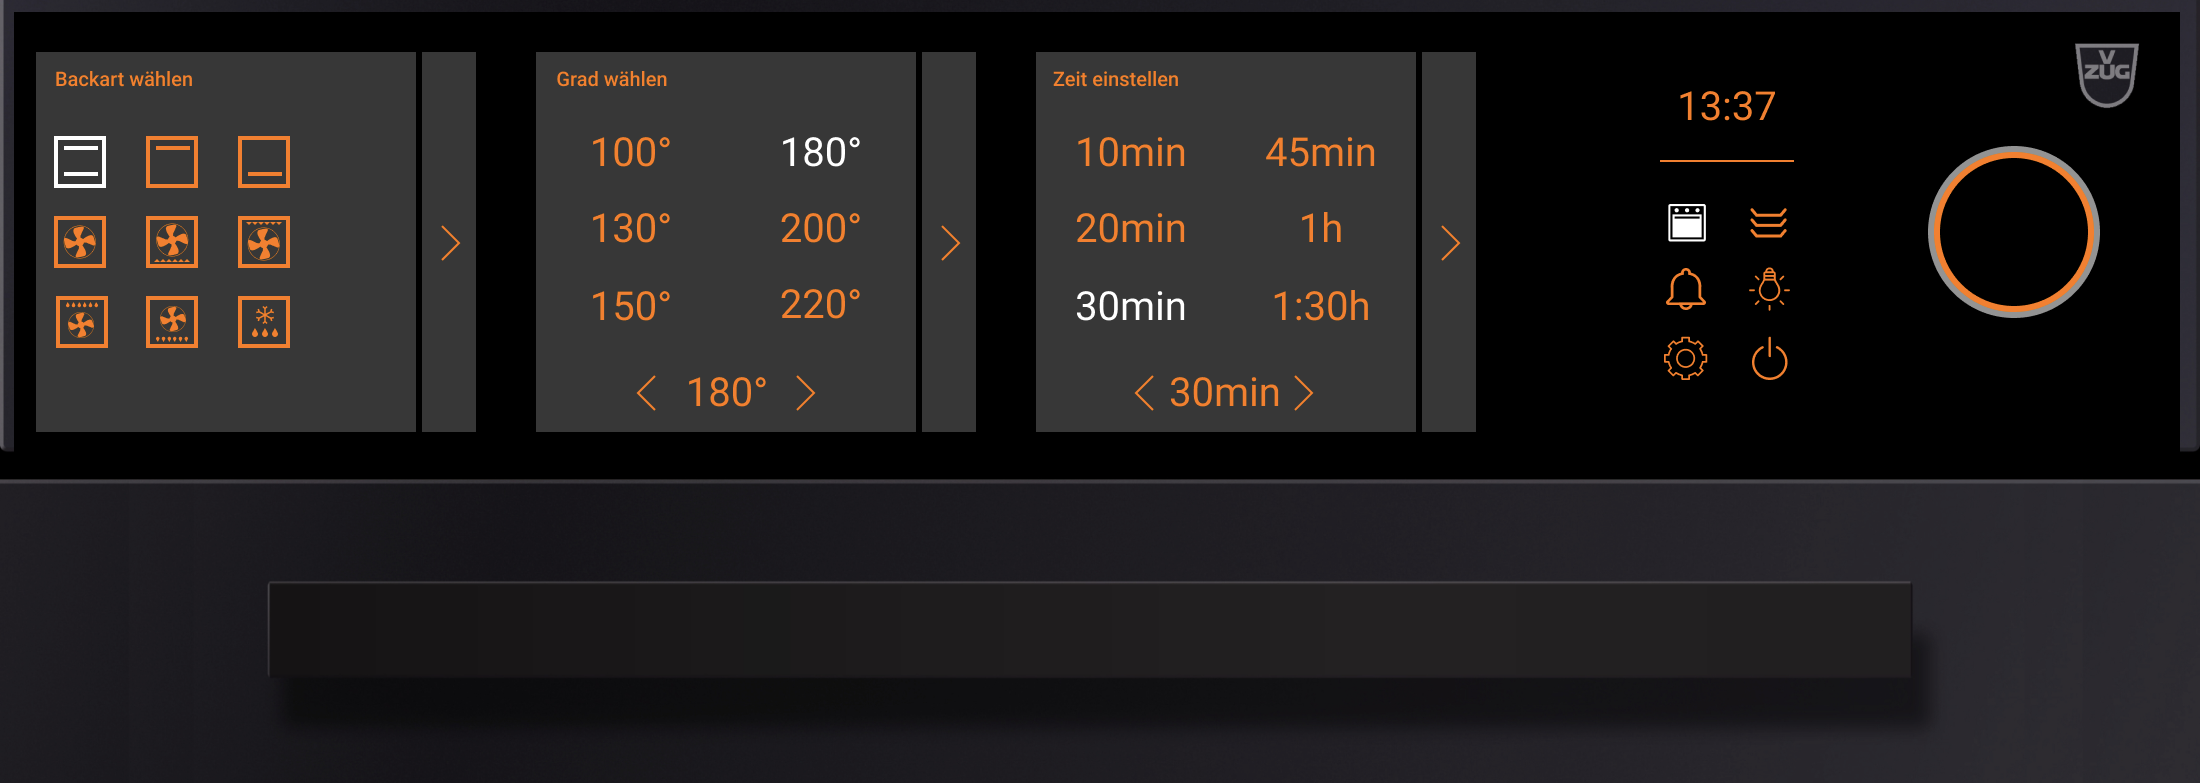 Backart wählen
Grad wählen
100° 180°
130° 200°
150° 220°
180°
Zeit einstellen
10min 45min
20min 1h
30min 1:30h
30min
13:37
V
ZUG